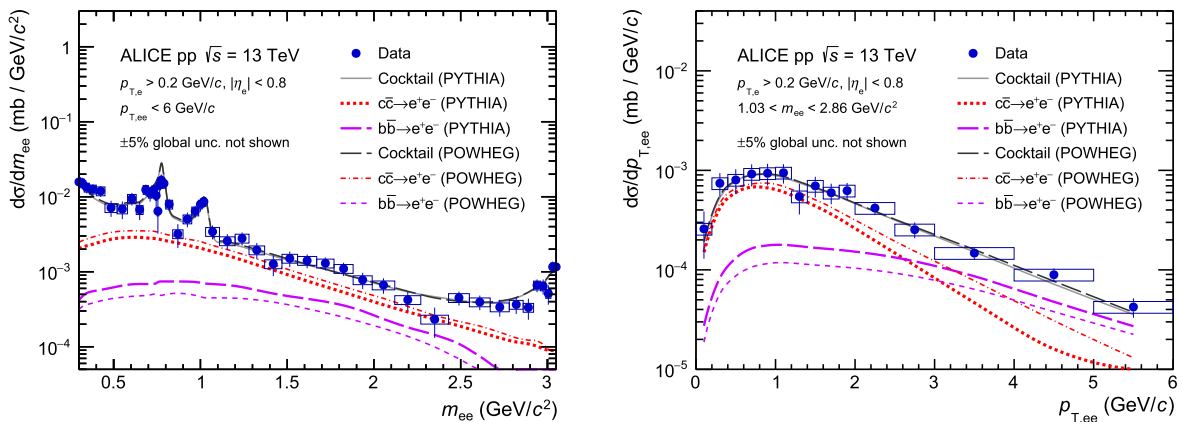 dσ/dm_ee (mb / GeV/c²)
1
10⁻¹
10⁻²
10⁻³
10⁻⁴
ALICE pp √s = 13 TeV
p_T,e > 0.2 GeV/c, |η_e| < 0.8
p_T,ee < 6 GeV/c
±5% global unc. not shown
Data
Cocktail (PYTHIA)
cc̅→e⁺e⁻ (PYTHIA)
bb̅→e⁺e⁻ (PYTHIA)
Cocktail (POWHEG)
cc̅→e⁺e⁻ (POWHEG)
bb̅→e⁺e⁻ (POWHEG)
0.5 1 1.5 2 2.5 3
m_ee (GeV/c²)
dσ/dp_T,ee (mb / GeV/c)
10⁻¹
10⁻²
10⁻³
10⁻⁴
10⁻⁵
ALICE pp √s = 13 TeV
p_T,e > 0.2 GeV/c, |η_e| < 0.8
1.03 < m_ee < 2.86 GeV/c²
±5% global unc. not shown
Data
Cocktail (PYTHIA)
cc̅→e⁺e⁻ (PYTHIA)
bb̅→e⁺e⁻ (PYTHIA)
Cocktail (POWHEG)
cc̅→e⁺e⁻ (POWHEG)
bb̅→e⁺e⁻ (POWHEG)
0 1 2 3 4 5 6
p_T,ee (GeV/c)